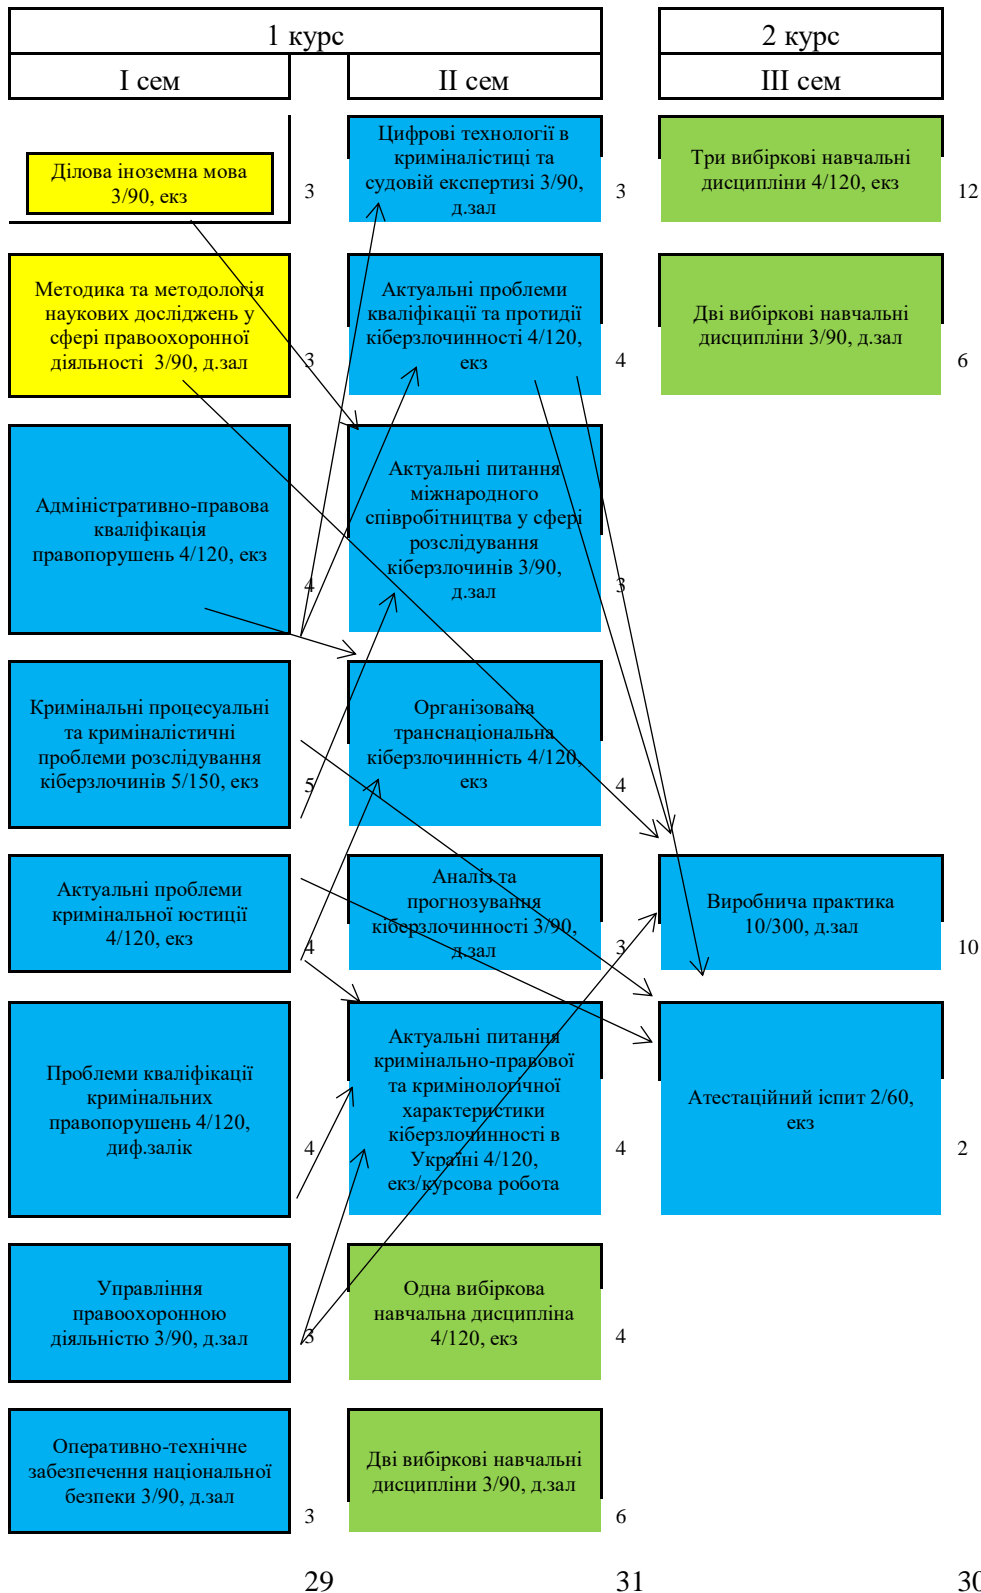 1 курс
2 курс
І сем
ІІ сем
ІІІ сем
Ділова іноземна мова
3/90, екз
3
Цифрові технології в
криміналістиці та
судовій експертизі 3/90,
д.зал
3
Три вибіркові навчальні
дисципліни 4/120, екз
12
Методика та методологія
наукових досліджень у
сфері правоохоронної
діяльності 3/90, д.зал
3
Актуальні проблеми
кваліфікації та протидії
кіберзлочинності 4/120,
екз
4
Дві вибіркові навчальні
дисципліни 3/90, д.зал
6
Адміністративно-правова
кваліфікація
правопорушень 4/120, екз
4
Актуальні питання
міжнародного
співробітництва у сфері
розслідування
кіберзлочинів 3/90,
д.зал
3
Кримінальні процесуальні
та криміналістичні
проблеми розслідування
кіберзлочинів 5/150, екз
5
Організована
транснаціональна
кіберзлочинність 4/120,
екз
4
Актуальні проблеми
кримінальної юстиції
4/120, екз
4
Аналіз та
прогнозування
кіберзлочинності 3/90,
д.зал
3
Виробнича практика
10/300, д.зал
10
Проблеми кваліфікації
кримінальних
правопорушень 4/120,
диф.залік
4
Актуальні питання
кримінально-правової
та кримінологічної
характеристики
кіберзлочинності в
Україні 4/120,
екз/курсова робота
4
Атестаційний іспит 2/60,
екз
2
Управління
правоохоронною
діяльністю 3/90, д.зал
3
Одна вибіркова
навчальна дисципліна
4/120, екз
4
Оперативно-технічне
забезпечення національної
безпеки 3/90, д.зал
3
Дві вибіркові навчальні
дисципліни 3/90, д.зал
6
29
31
30